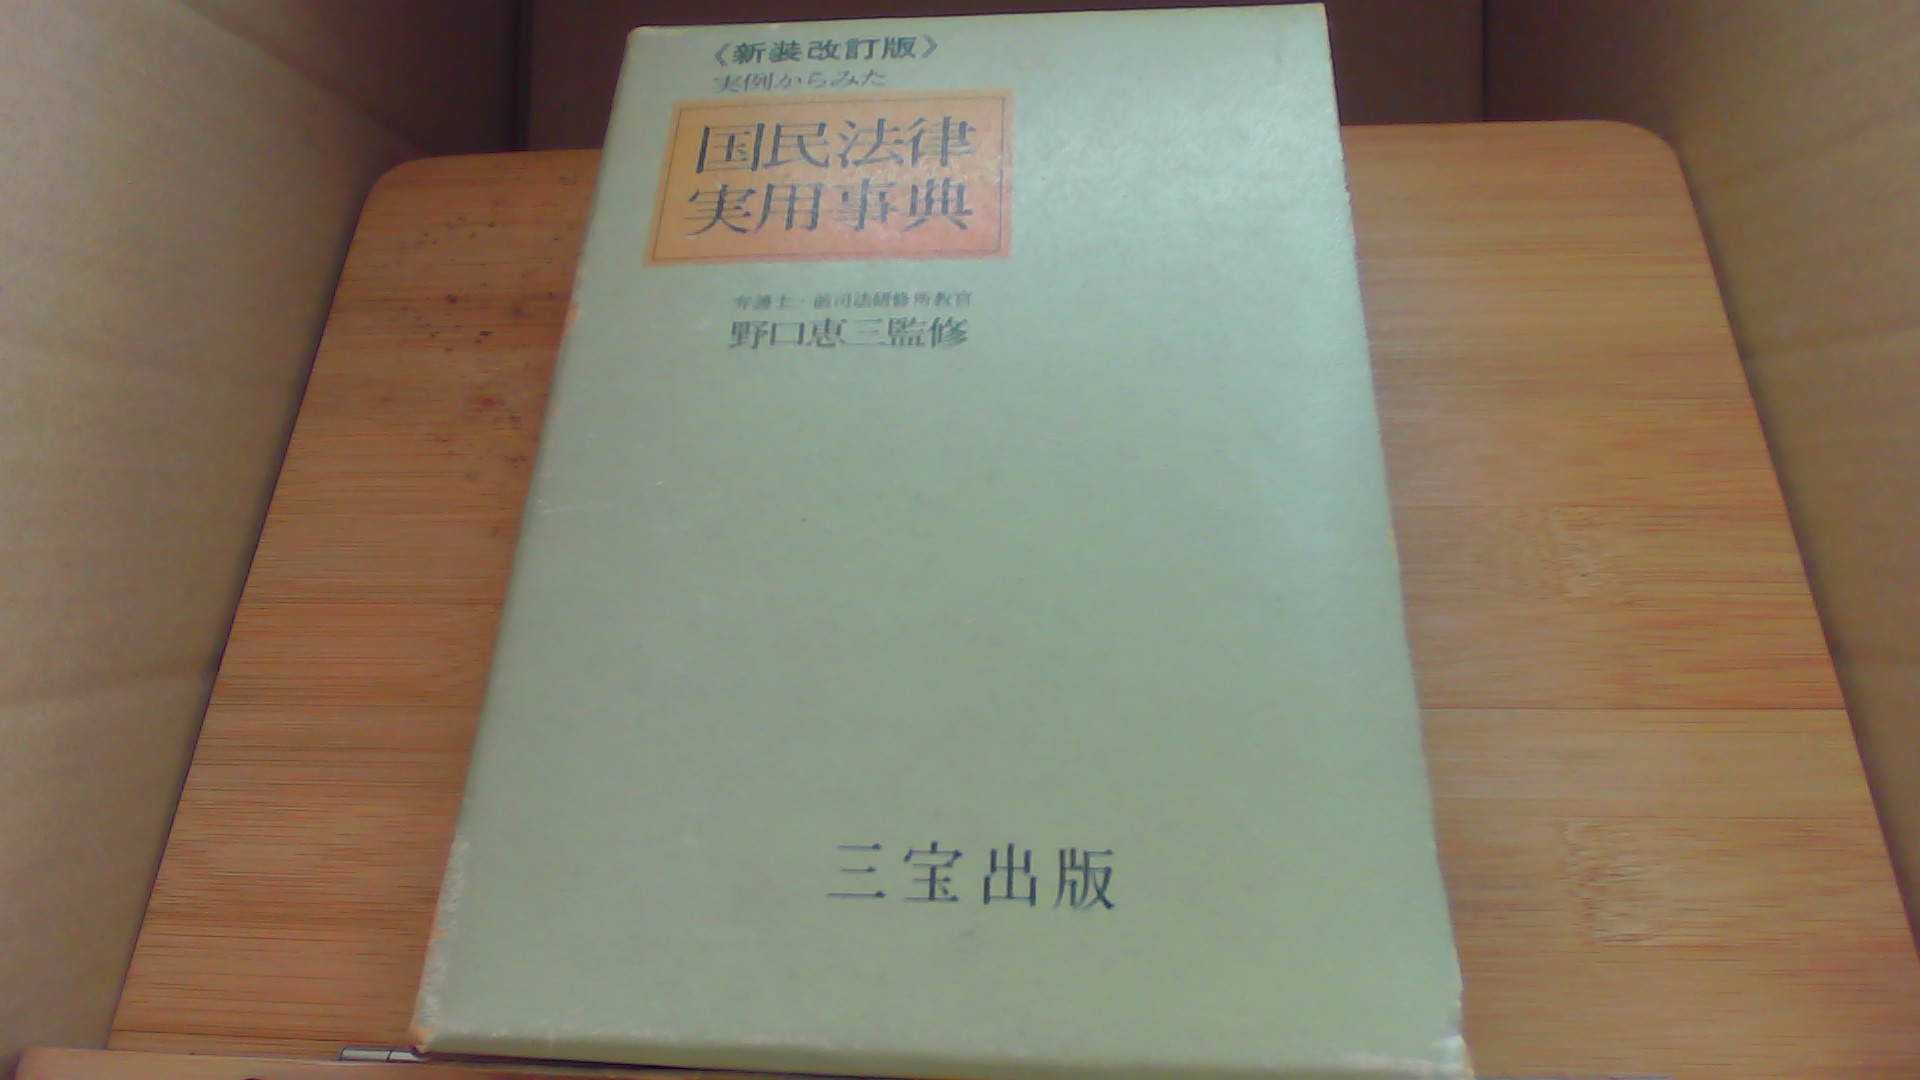 《新装改訂版》
実例からみた
国民法律
実用事典
弁護士・前司法研修所教官
野口恵三監修
三宝出版